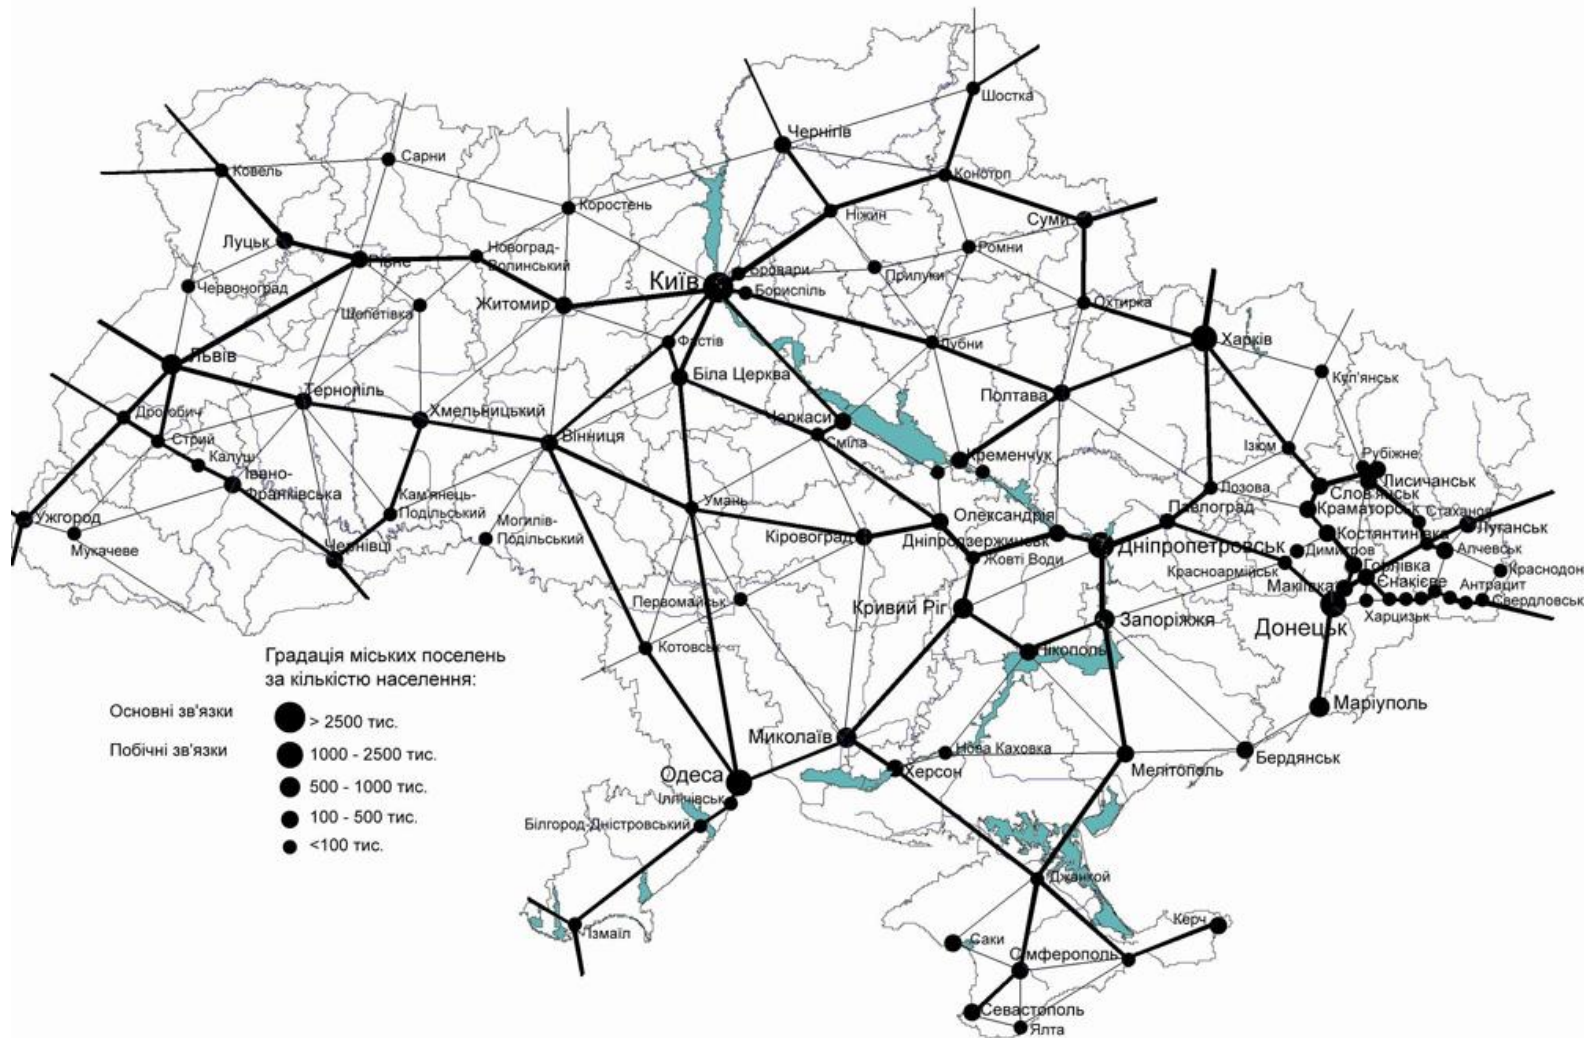 Шостка
Чернігів
Сарни
Ковель
Конотоп
Коростень
Ніжин
Суми
Луцьк
Рівне
Новоград-
Волинський
Ромни
Прилуки
Київ
Бровари
Бориспіль
Червоноград
Шепетівка
Житомир
Охтирка
Харків
Фастів
Лубни
Львів
Біла Церква
Куп'янськ
Тернопіль
Полтава
Дрогобич
Хмельницький
Черкаси
Стрий
Вінниця
Сміла
Ізюм
Калуш
Кременчук
Рубіжне
Івано-
Франківська
Лисичанськ
Лозова
Слов'янськ
Кам'янець-
Подільський
Умань
Павлоград
Краматорськ
Стаханов
Ужгород
Могилів-
Подільський
Олександрія
Луганськ
Мукачеве
Чернівці
Кіровоград
Дніпродзержинськ
Дніпропетровськ
Костянтинівка
Димитров
Алчевськ
Жовті Води
Горлівка
Красноармійськ
Краснодон
Єнакієве
Макіївка
Антрацит
Свердловськ
Первомайськ
Кривий Ріг
Запоріжжя
Харцизьк
Донецьк
Котовськ
Нікополь
Градація міських поселень
за кількістю населення:
Основні зв'язки
> 2500 тис.
Побічні зв'язки
1000 - 2500 тис.
500 - 1000 тис.
100 - 500 тис.
<100 тис.
Маріуполь
Миколаїв
Нова Каховка
Бердянськ
Одеса
Херсон
Мелітополь
Іллічівськ
Білгород-Дністровський
Джанкой
Ізмаїл
Керч
Саки
Сімферополь
Севастополь
Ялта